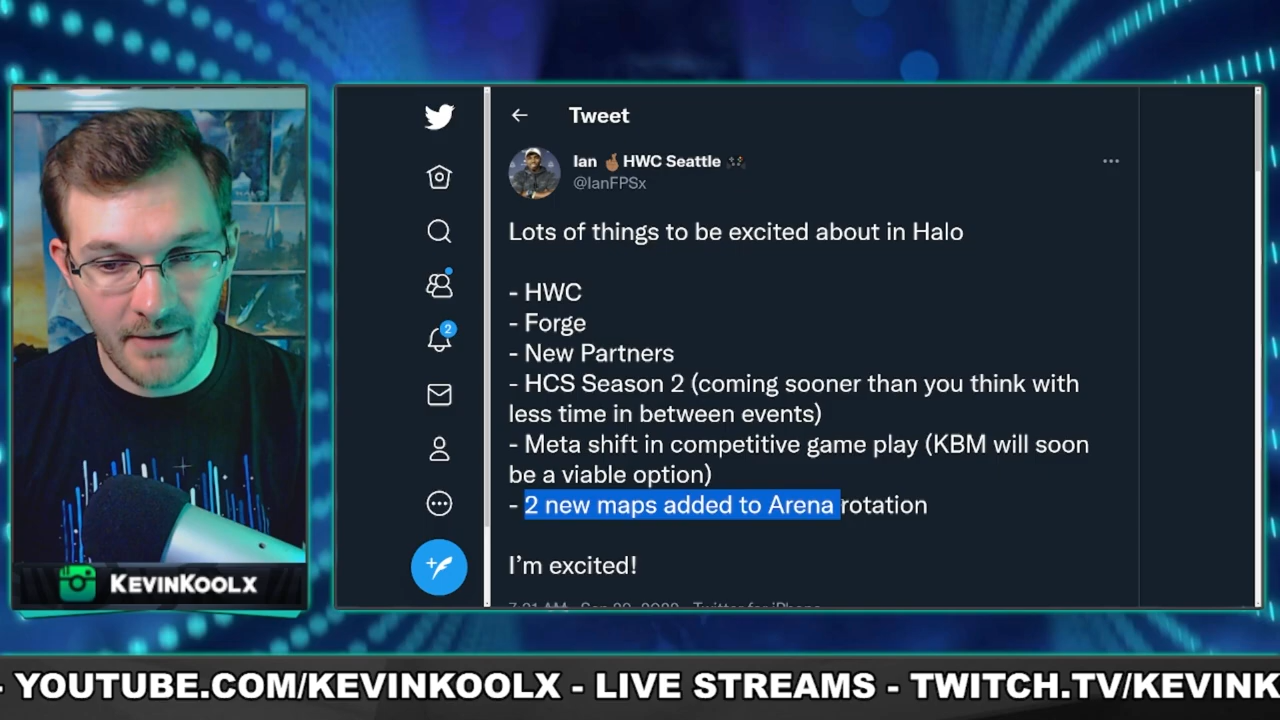 Tweet
Ian HWC Seattle
@IanFPSx
Lots of things to be excited about in Halo
- HWC
- Forge
- New Partners
- HCS Season 2 (coming sooner than you think with
less time in between events)
- Meta shift in competitive game play (KBM will soon
be a viable option)
- 2 new maps added to Arena rotation
I’m excited!
2
KEVINKOOLX
- YOUTUBE.COM/KEVINKOOLX - LIVE STREAMS - TWITCH.TV/KEVINK